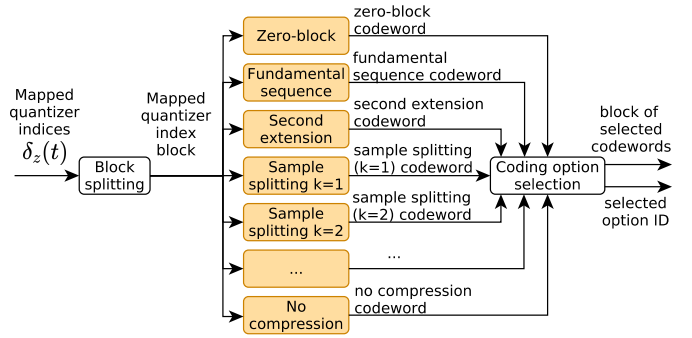 Mapped
quantizer
indices
δz(t)
Block
splitting
Mapped
quantizer
index
block
Zero-block
Fundamental
sequence
Second
extension
Sample
splitting k=1
Sample
splitting k=2
...
No
compression
zero-block
codeword
fundamental
sequence codeword
second extension
codeword
sample splitting
(k=1) codeword
sample splitting
(k=2) codeword
...
no compression
codeword
Coding option
selection
block of
selected
codewords
selected
option ID